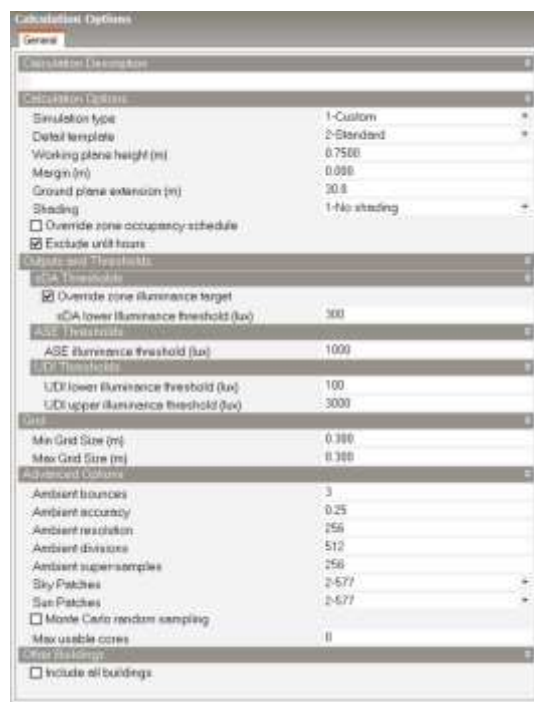 Calculation Options
General
Calculation Description
Calculation Options
Simulation type 1-Custom
Detail template 2-Standard
Working plane height (m) 0.7500
Margin (m) 0.000
Ground plane extension (m) 30.0
Shading 1-No shading
Override zone occupancy schedule
Exclude unlit hours
Outputs and Thresholds
sDA Thresholds
Override zone illuminance target
sDA lower illuminance threshold (lux) 300
ASE Thresholds
ASE illuminance threshold (lux) 1000
UDI Thresholds
UDI lower illuminance threshold (lux) 100
UDI upper illuminance threshold (lux) 3000
Grid
Min Grid Size (m) 0.300
Max Grid Size (m) 0.300
Advanced Options
Ambient bounces 3
Ambient accuracy 0.25
Ambient resolution 256
Ambient divisions 512
Ambient super-samples 256
Sky Patches 2-577
Sun Patches 2-577
Monte Carlo random sampling
Max usable cores 0
Other Buildings
Include all buildings